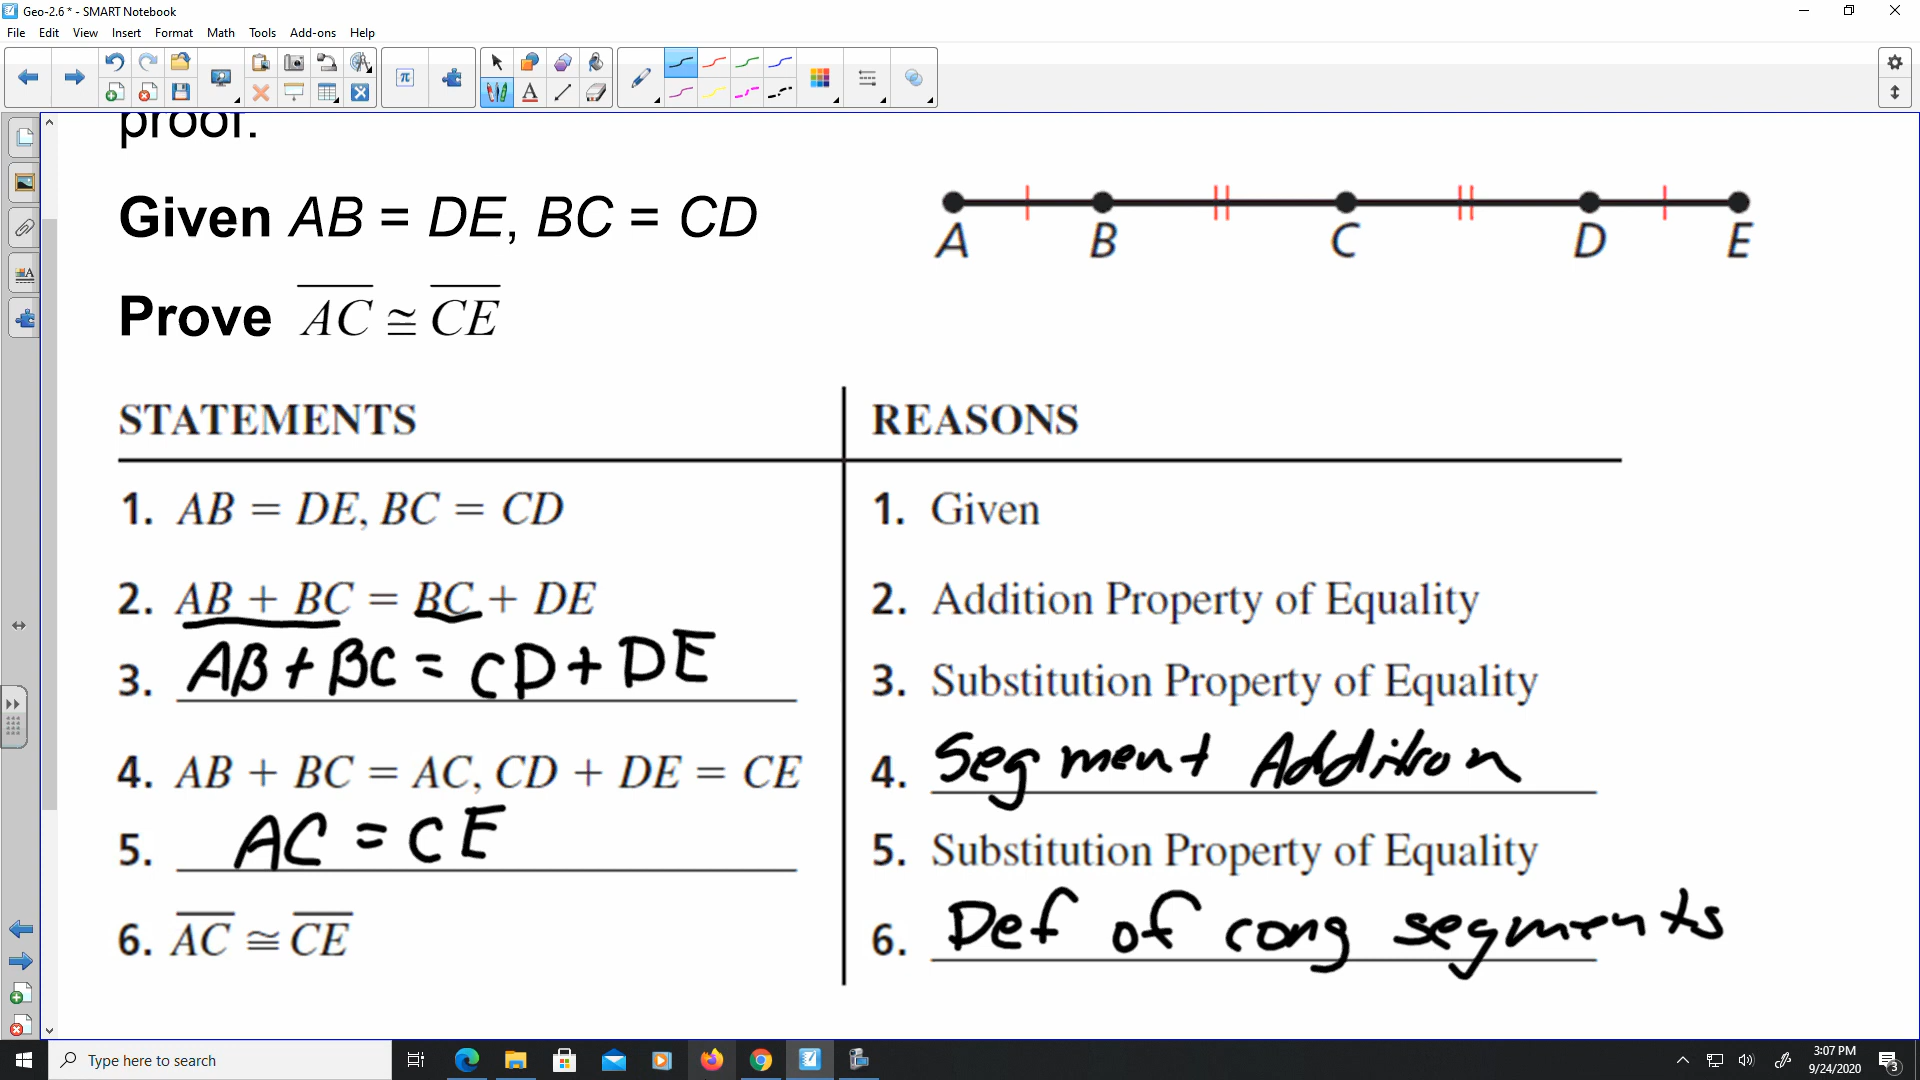 Geo-2.6 * - SMART Notebook
File Edit View Insert Format Math Tools Add-ons Help
proof.
Given AB = DE, BC = CD
A B C D E
Prove AC ≅ CE
STATEMENTS REASONS
1. AB = DE, BC = CD 1. Given
2. AB + BC = BC + DE 2. Addition Property of Equality
3. AB + BC = CD + DE 3. Substitution Property of Equality
4. AB + BC = AC, CD + DE = CE 4. Segment Addition
5. AC = CE 5. Substitution Property of Equality
6. AC ≅ CE 6. Def of cong segments
Type here to search
3:07 PM
9/24/2020
3